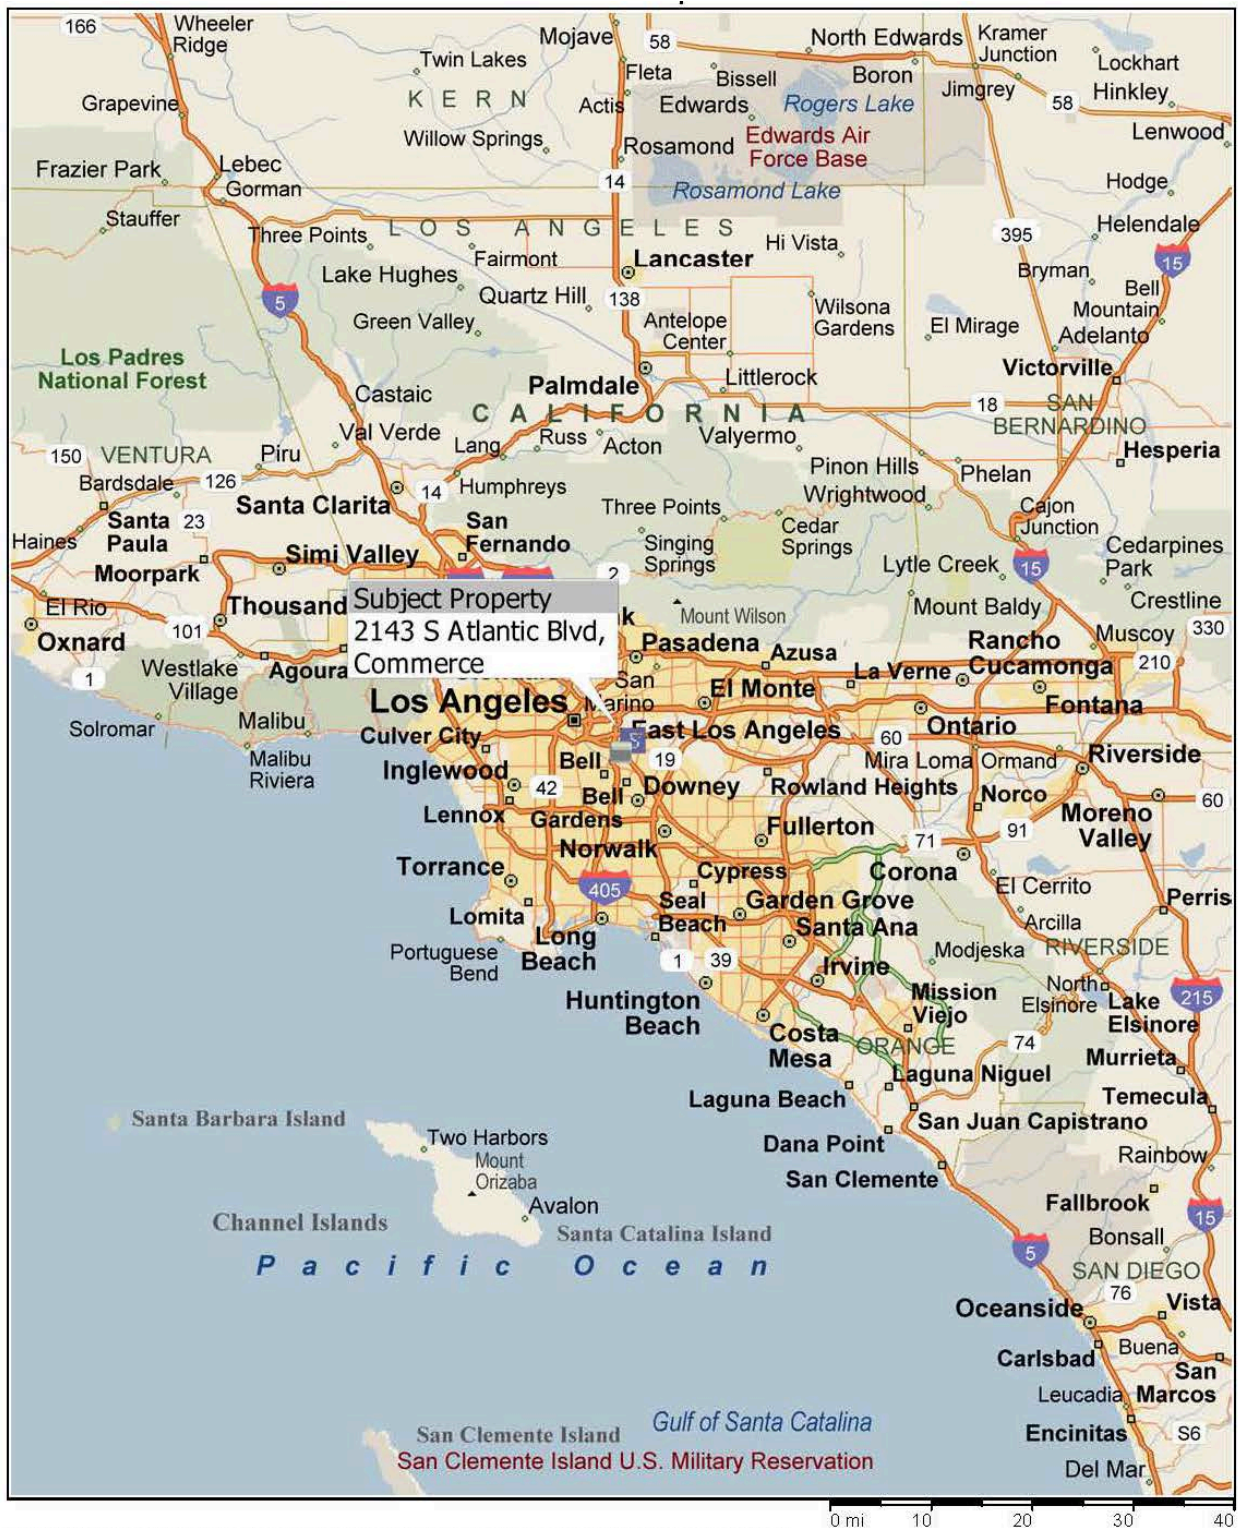 166
Wheeler
Ridge
Mojave
58
North Edwards
Kramer
Junction
Twin Lakes
Fleta
Bissell
Boron
Lockhart
KERN
Actis
Edwards
Rogers Lake
Jimgrey
58
Hinkley
Grapevine
Willow Springs
Rosamond
Edwards Air
Force Base
Lenwood
Frazier Park
Lebec
Gorman
14
Rosamond Lake
Hodge
Stauffer
Three Points
LOS ANGELES
Hi Vista
395
Helendale
Fairmont
Lancaster
15
Lake Hughes
Bryman
5
Quartz Hill
138
Wilsona
Gardens
Bell
Mountain
Green Valley
Antelope
Center
El Mirage
Adelanto
Los Padres
National Forest
Victorville
Palmdale
Littlerock
Castaic
CALIFORNIA
18
SAN
BERNARDINO
Val Verde
Lang
Russ
Acton
Valyermo
150
VENTURA
Piru
Hesperia
Bardsdale
126
14
Humphreys
Pinon Hills
Phelan
Santa Clarita
Wrightwood
Three Points
Cajon
Junction
Santa
Paula
23
San
Fernando
Cedar
Springs
Haines
Simi Valley
Singing
Springs
Cedarpines
Park
Moorpark
2
Lytle Creek
15
El Rio
Thousand
Subject Property
2143 S Atlantic Blvd,
Commerce
k
Mount Wilson
Mount Baldy
Crestline
Oxnard
101
Pasadena
Azusa
Rancho
Cucamonga
Muscoy
330
1
Westlake
Village
Agoura
San
Marino
La Verne
210
Los Angeles
El Monte
Fontana
Solromar
Malibu
Culver City
East Los Angeles
Ontario
60
Malibu
Riviera
Bell
19
Mira Loma
Ormand
Riverside
Inglewood
42
Bell
Gardens
Downey
Rowland Heights
Norco
60
Lennox
Moreno
Valley
Norwalk
Fullerton
71
91
Torrance
405
Cypress
Corona
El Cerrito
Perris
Lomita
Seal
Beach
Garden Grove
Arcilla
Long
Beach
Santa Ana
RIVERSIDE
Portuguese
Bend
1
39
Irvine
Modjeska
Huntington
Beach
Mission
Viejo
North
Elsinore
Lake
Elsinore
215
Costa
Mesa
ORANGE
74
Murrieta
Laguna Niguel
Laguna Beach
Temecula
Santa Barbara Island
San Juan Capistrano
Two Harbors
Dana Point
Rainbow
Mount
Orizaba
San Clemente
Avalon
Fallbrook
15
Channel Islands
Santa Catalina Island
5
Bonsall
Pacific Ocean
SAN DIEGO
76
Oceanside
Vista
Buena
Carlsbad
San
Marcos
Leucadia
Gulf of Santa Catalina
San Clemente Island
Encinitas
S6
San Clemente Island U.S. Military Reservation
Del Mar
0 mi 10 20 30 40